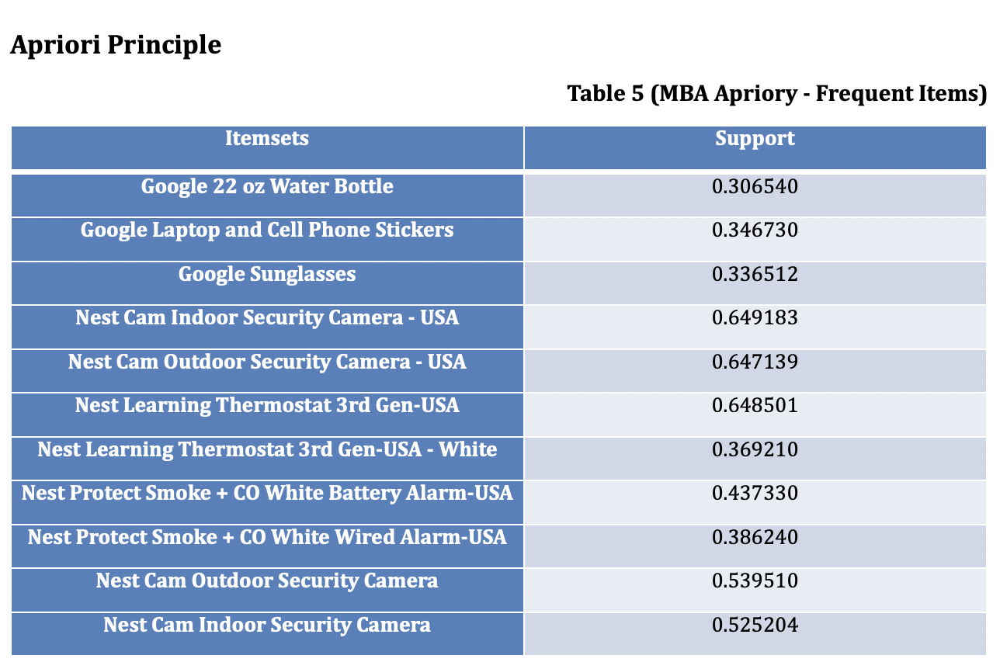 Apriori Principle
Table 5 (MBA Apriory - Frequent Items)
Itemsets Support
Google 22 oz Water Bottle 0.306540
Google Laptop and Cell Phone Stickers 0.346730
Google Sunglasses 0.336512
Nest Cam Indoor Security Camera - USA 0.649183
Nest Cam Outdoor Security Camera - USA 0.647139
Nest Learning Thermostat 3rd Gen-USA 0.648501
Nest Learning Thermostat 3rd Gen-USA - White 0.369210
Nest Protect Smoke + CO White Battery Alarm-USA 0.437330
Nest Protect Smoke + CO White Wired Alarm-USA 0.386240
Nest Cam Outdoor Security Camera 0.539510
Nest Cam Indoor Security Camera 0.525204